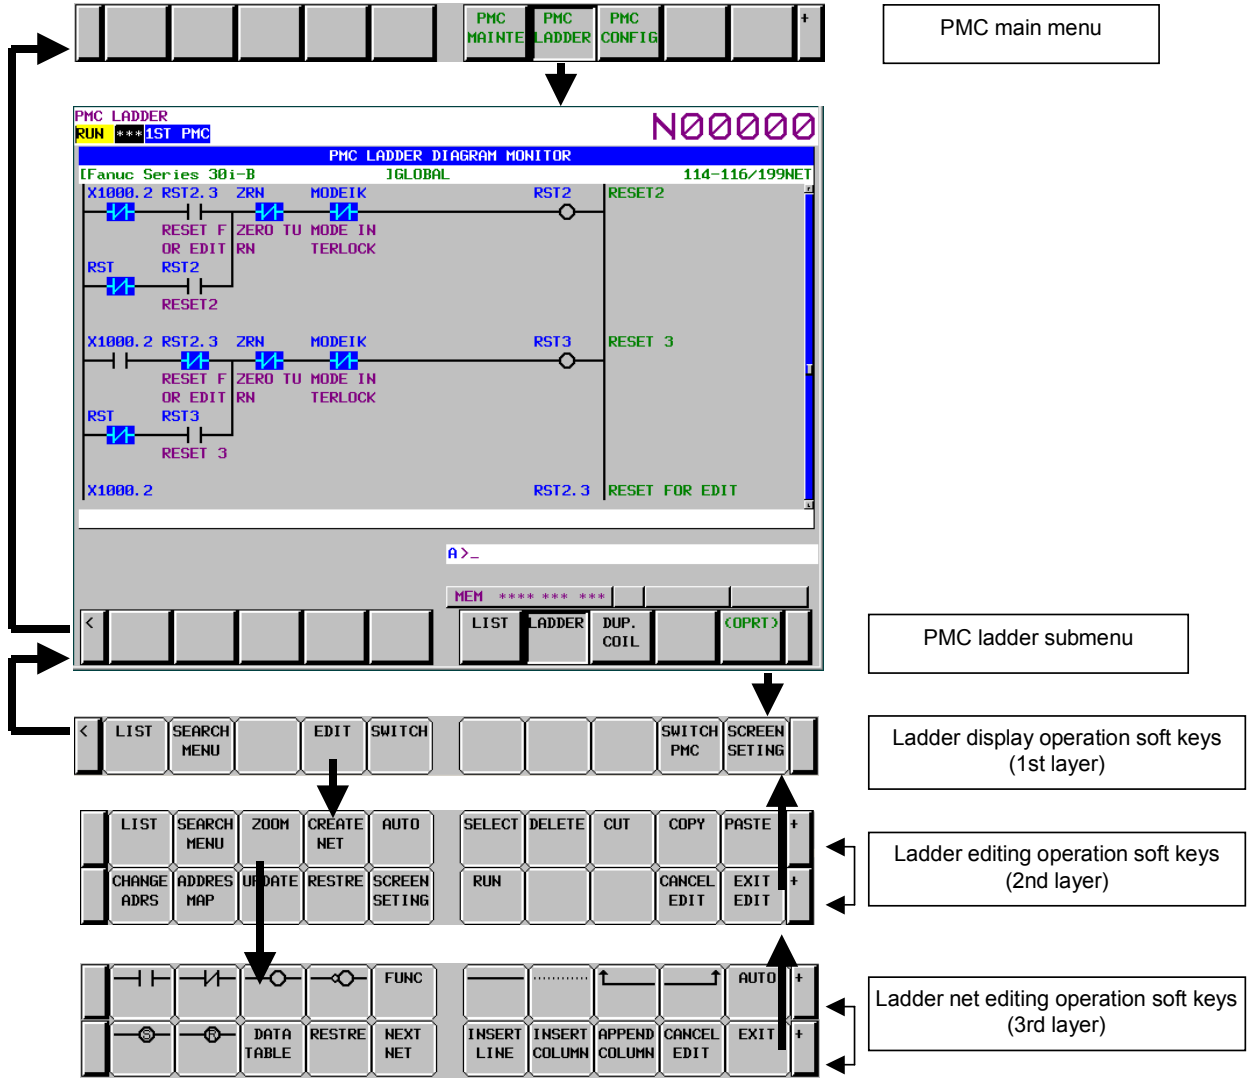 PMC PMC PMC +
MAINTE LADDER CONFIG
PMC main menu
PMC LADDER
RUN ***1ST PMC
N00000
PMC LADDER DIAGRAM MONITOR
[Fanuc Series 30i-B ]GLOBAL 114-116/199NET
X1000.2 RST2.3 ZRN MODEIK RST2 RESET2
RESET F ZERO TU MODE IN
OR EDIT RN TERLOCK
RST RST2
RESET2
X1000.2 RST2.3 ZRN MODEIK RST3 RESET 3
RESET F ZERO TU MODE IN
OR EDIT RN TERLOCK
RST RST3
RESET 3
X1000.2 RST2.3 RESET FOR EDIT
A>_
MEM **** *** ***
< LIST LADDER DUP. (OPRT)
COIL
PMC ladder submenu
< LIST SEARCH EDIT SWITCH SWITCH SCREEN
MENU PMC SETING
Ladder display operation soft keys
(1st layer)
LIST SEARCH ZOOM CREATE AUTO SELECT DELETE CUT COPY PASTE +
MENU NET
CHANGE ADDRES UPDATE RESTRE SCREEN RUN CANCEL EXIT +
ADRS MAP SETING EDIT EDIT
Ladder editing operation soft keys
(2nd layer)
FUNC AUTO +
S R DATA RESTRE NEXT INSERT INSERT APPEND CANCEL EXIT +
TABLE NET LINE COLUMN COLUMN EDIT
Ladder net editing operation soft keys
(3rd layer)